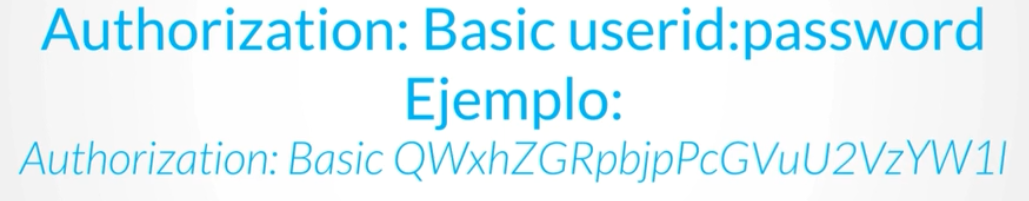 Authorization: Basic userid:password
Ejemplo:
Authorization: Basic QWxhZGRpbjpPcGVuU2VzYW1l